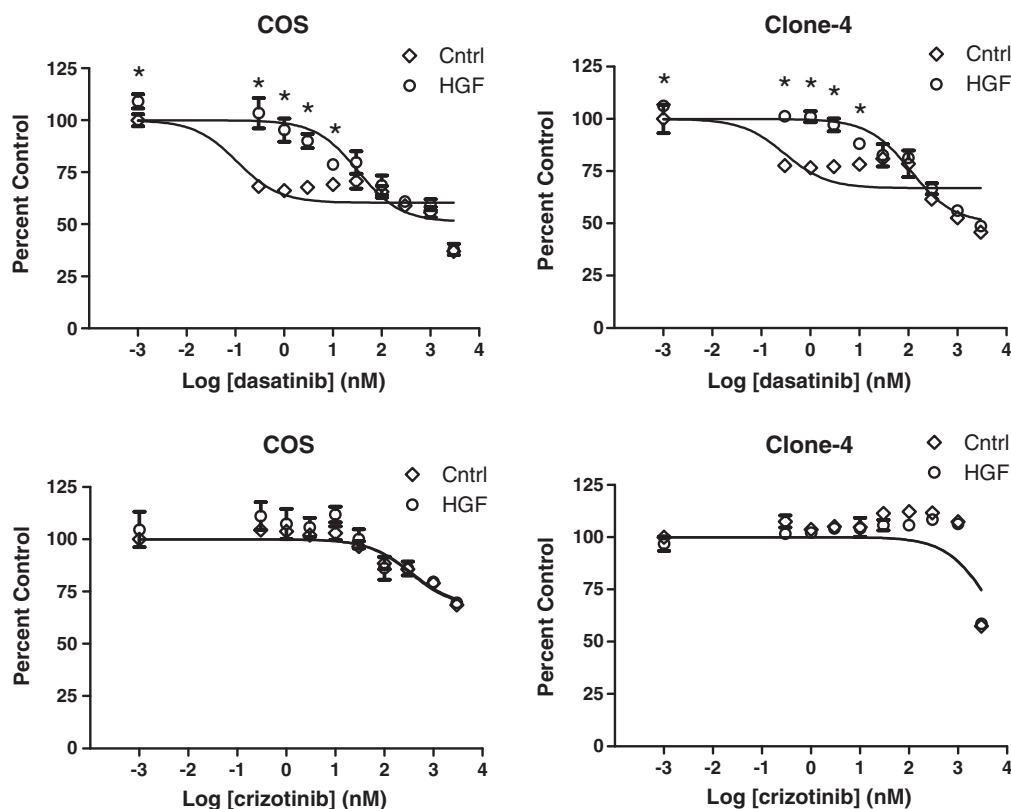 COS
Cntrl
HGF
Percent Control
125
100
75
50
25
0
* * * * *
-3 -2 -1 0 1 2 3 4
Log [dasatinib] (nM)
Clone-4
Cntrl
HGF
Percent Control
125
100
75
50
25
0
* * * * *
-3 -2 -1 0 1 2 3 4
Log [dasatinib] (nM)
COS
Cntrl
HGF
Percent Control
125
100
75
50
25
0
-3 -2 -1 0 1 2 3 4
Log [crizotinib] (nM)
Clone-4
Cntrl
HGF
Percent Control
125
100
75
50
25
0
-3 -2 -1 0 1 2 3 4
Log [crizotinib] (nM)